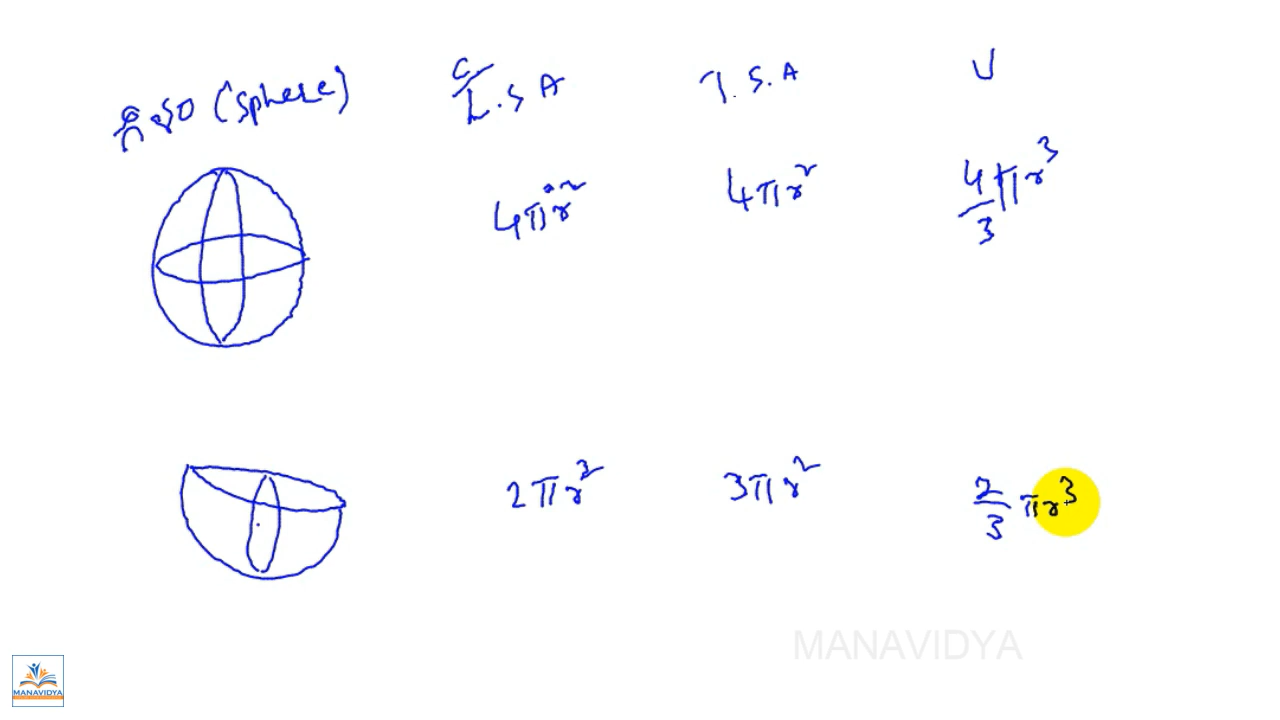 గోళం (sphere) C/L.S A T.S.A V
4πr² 4πr² 4/3 πr³
2πr² 3πr² 2/3 πr³
MANAVIDYA
MANAVIDYA